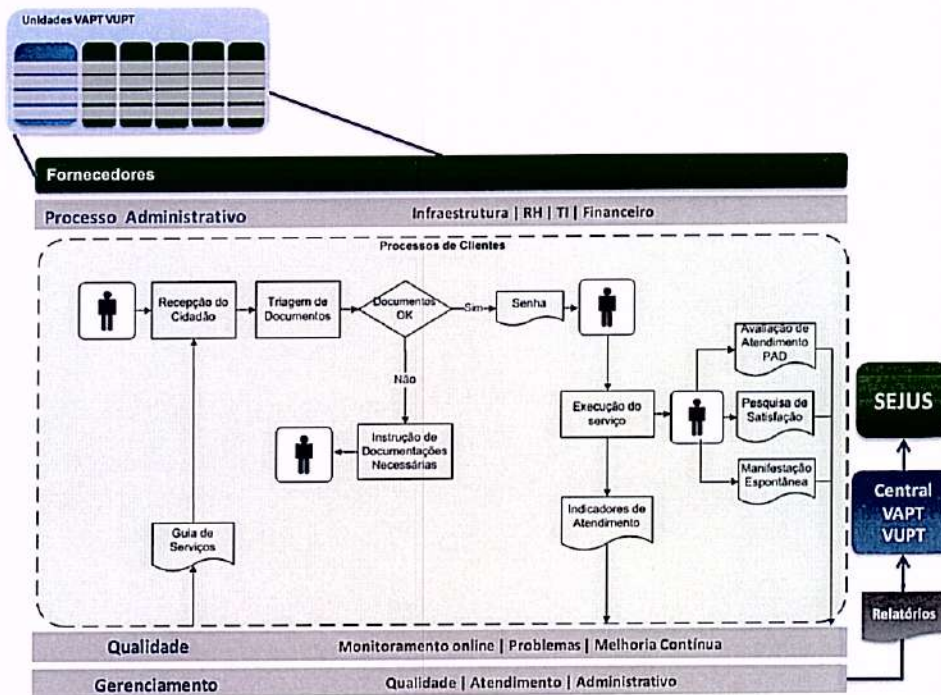 Unidades VAPT VUPT
Fornecedores
Processo Administrativo
Infraestrutura | RH | TI | Financeiro
Processos de Clientes
Recepção do
Cidadão
Triagem de
Documentos
Documentos
OK
Sim
Senha
Não
Instrução de
Documentações
Necessárias
Guia de
Serviços
Execução do
serviço
Indicadores de
Atendimento
Avaliação de
Atendimento
PAD
Pesquisa de
Satisfação
Manifestação
Espontânea
SEJUS
Central
VAPT
VUPT
Relatórios
Qualidade
Monitoramento online | Problemas | Melhoria Contínua
Gerenciamento
Qualidade | Atendimento | Administrativo